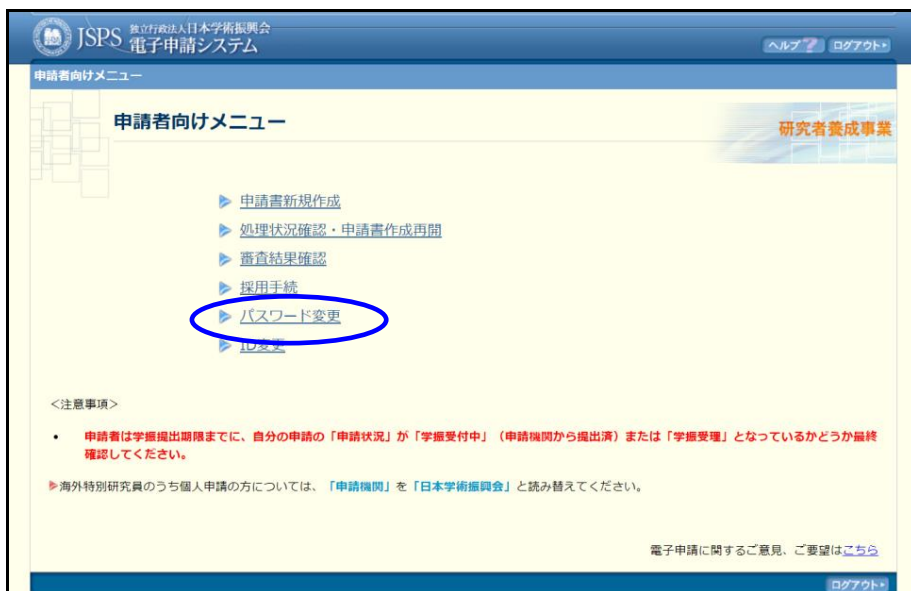 JSPS 独立行政法人日本学術振興会
電子申請システム
ヘルプ ? ログアウト
申請者向けメニュー
申請者向けメニュー
研究者養成事業
申請書新規作成
処理状況確認・申請書作成再開
審査結果確認
採用手続
パスワード変更
ID変更
<注意事項>
• 申請者は学振提出期限までに、自分の申請の「申請状況」が「学振受付中」（申請機関から提出済）または「学振受理」となっているかどうか最終
確認してください。
海外特別研究員のうち個人申請の方については、「申請機関」を「日本学術振興会」と読み替えてください。
電子申請に関するご意見、ご要望はこちら
ログアウト